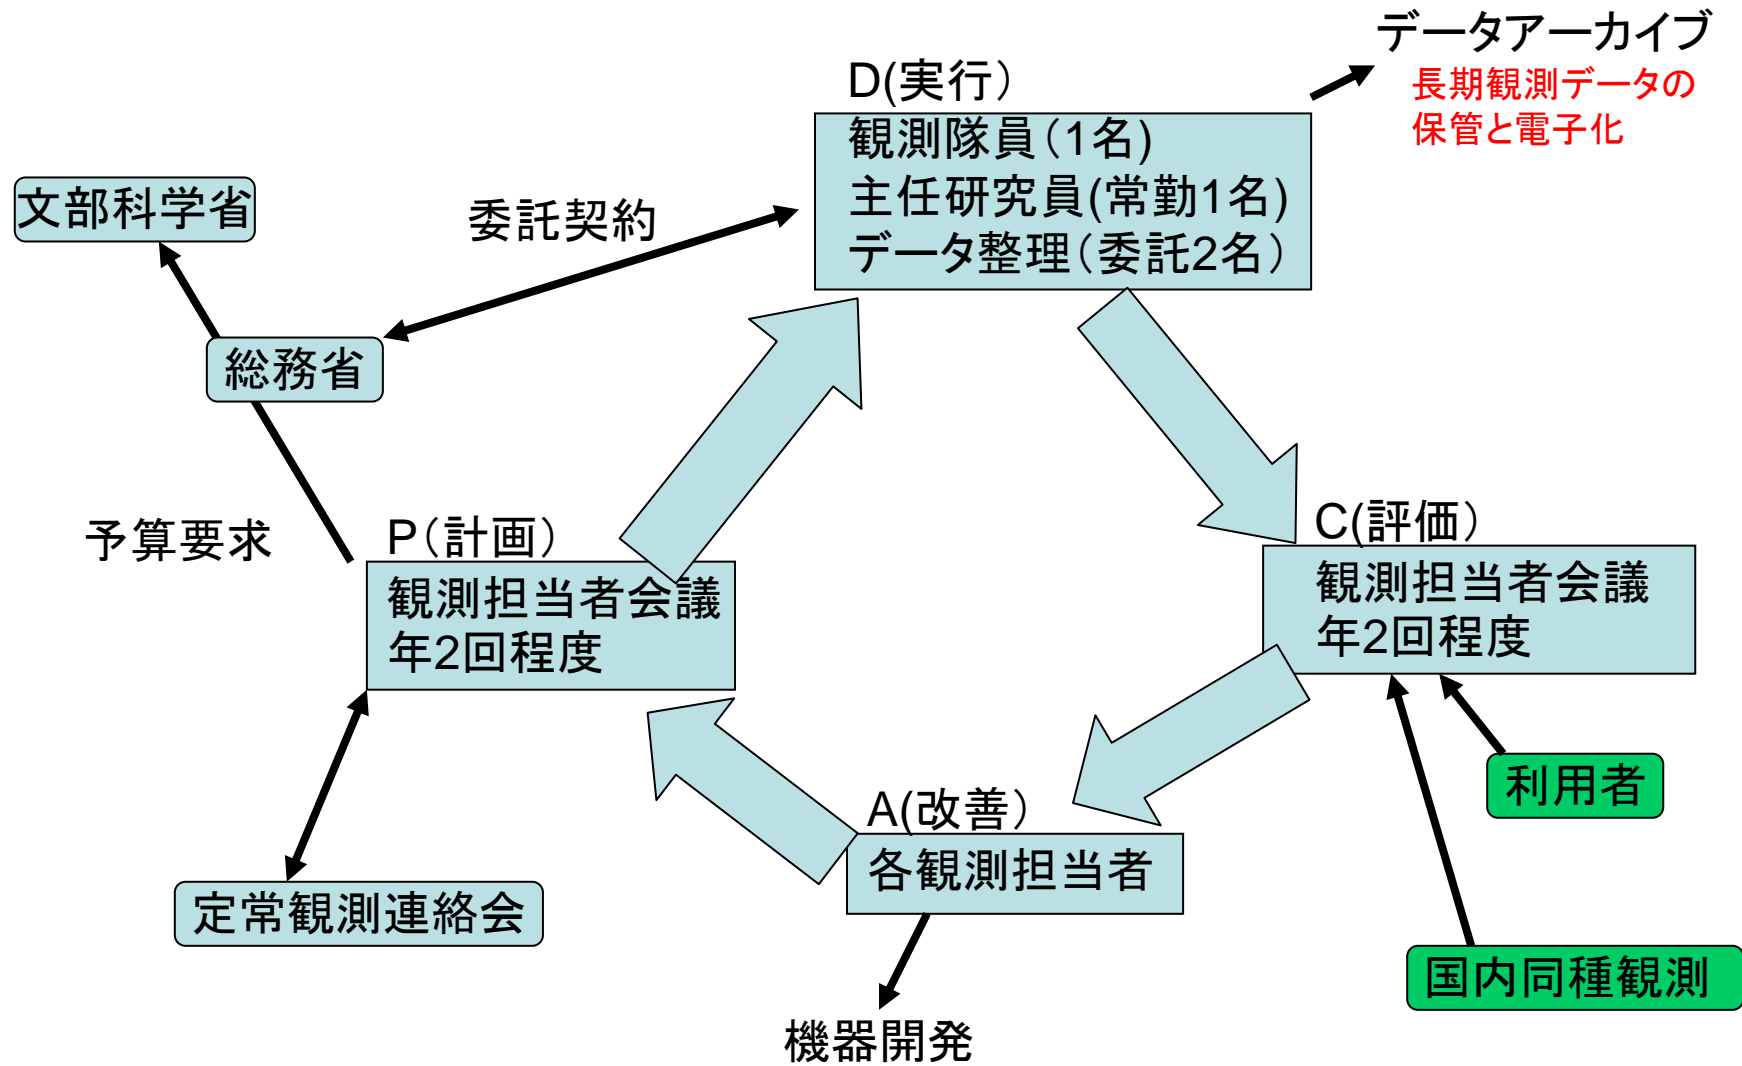 データアーカイブ
長期観測データの
保管と電子化
D(実行）
観測隊員（1名)
主任研究員(常勤1名)
データ整理（委託2名）
文部科学省
委託契約
総務省
予算要求
P（計画）
観測担当者会議
年2回程度
C(評価）
観測担当者会議
年2回程度
利用者
A(改善）
各観測担当者
定常観測連絡会
国内同種観測
機器開発